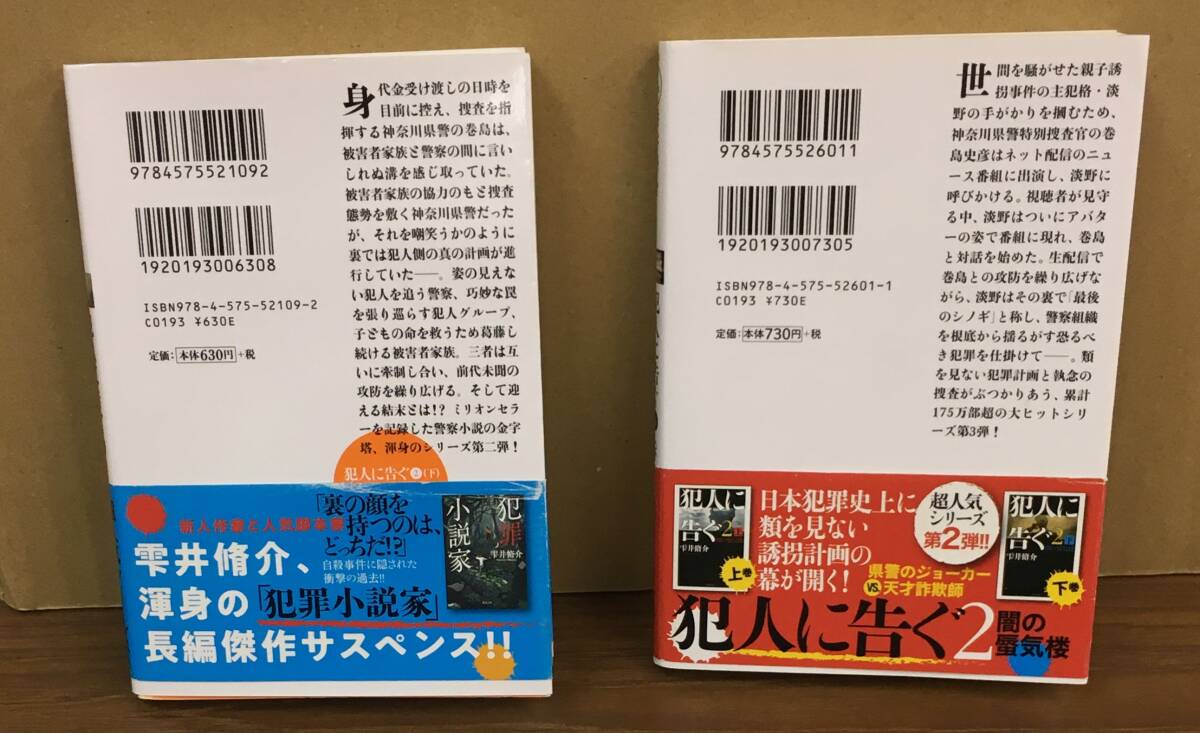 9784575521092
1920193006308
ISBN978-4-575-52109-2
C0193 ¥630E
定価:本体630円+税
身代金受け渡しの日時を
目前に控え、捜査を指
揮する神奈川県警の巻島は、
被害者家族と警察の間に言い
しれぬ溝を感じ取っていた。
被害者家族の協力のもと捜査
態勢を敷く神奈川県警だった
が、それを嘲笑うかのように
裏では犯人側の真の計画が進
行していた――。姿の見えな
い犯人を追う警察、巧妙な罠
を張り巡らす犯人グループ、
子どもの命を救うため葛藤し
続ける被害者家族。三者は互
いに牽制し合い、前代未聞の
攻防を繰り広げる。そして迎
える結末とは!? ミリオンセラ
ーを記録した警察小説の金字
塔、渾身のシリーズ第二弾!
犯人に告ぐ2(下)
「裏の顔を
持つのは、
どっちだ!?」
自殺事件に隠された
衝撃の過去!!
雫井脩介、
渾身の「犯罪小説家」
長編傑作サスペンス!!
犯罪
小説家
雫井脩介
9784575526011
1920193007305
ISBN978-4-575-52601-1
C0193 ¥730E
定価:本体730円+税
世間を騒がせた親子誘
拐事件の主犯格・淡
野の手がかりを摑むため、
神奈川県警特別捜査官の巻
島史彦はネット配信のニュ
ース番組に出演し、淡野に
呼びかける。視聴者が見守
る中、淡野はついにアバタ
ーの姿で番組に現れ、巻島
と対話を始めた。生配信で
巻島との攻防を繰り広げな
がら、淡野はその裏で「最後
のシノギ」と称し、警察組織
を根底から揺るがす恐るべ
き犯罪を仕掛けて――。類
を見ない犯罪計画と執念の
捜査がぶつかりあう、累計
175万部超の大ヒットシリ
ーズ第3弾!
犯人に
告ぐ2上
雫井脩介
上巻
日本犯罪史上に
類を見ない
誘拐計画の
幕が開く!
超人気
シリーズ
第2弾!!
県警のジョーカー
VS.天才詐欺師
犯人に
告ぐ2下
雫井脩介
下巻
犯人に告ぐ2
闇の
蜃気楼